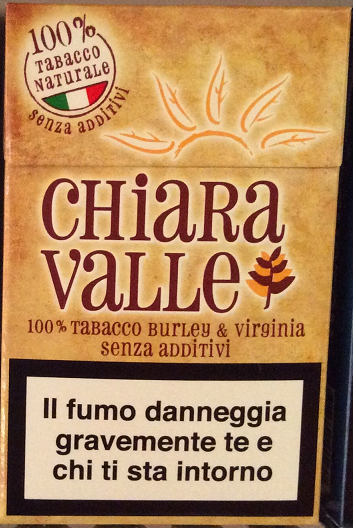 100%
TABACCO
NATURALE
senza additivi
CHiaRa
VaLLe
100% TABACCO BURLEY & VIRGINIA
senza ADDITIVI
Il fumo danneggia
gravemente te e
chi ti sta intorno